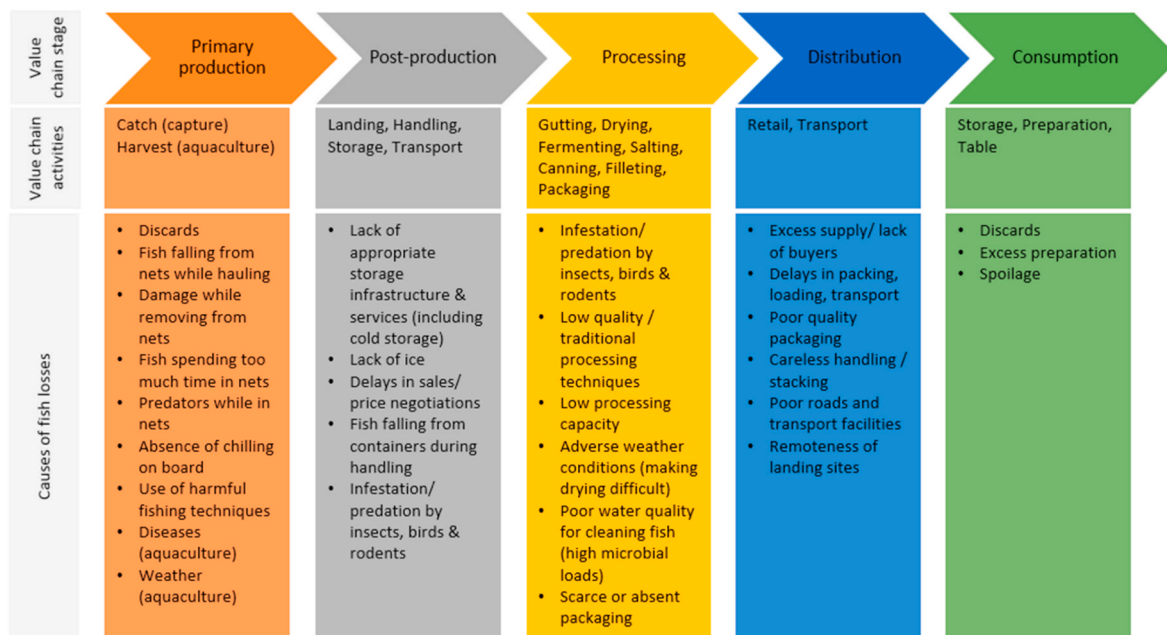 Value
chain stage
Primary
production
Post-production
Processing
Distribution
Consumption
Value chain
activities
Catch (capture)
Harvest (aquaculture)
Landing, Handling,
Storage, Transport
Gutting, Drying,
Fermenting, Salting,
Canning, Filleting,
Packaging
Retail, Transport
Storage, Preparation,
Table
Causes of fish losses
• Discards
• Fish falling from
nets while hauling
• Damage while
removing from
nets
• Fish spending too
much time in nets
• Predators while in
nets
• Absence of chilling
on board
• Use of harmful
fishing techniques
• Diseases
(aquaculture)
• Weather
(aquaculture)
• Lack of
appropriate
storage
infrastructure &
services (including
cold storage)
• Lack of ice
• Delays in sales/
price negotiations
• Fish falling from
containers during
handling
• Infestation/
predation by
insects, birds &
rodents
• Infestation/
predation by
insects, birds &
rodents
• Low quality /
traditional
processing
techniques
• Low processing
capacity
• Adverse weather
conditions (making
drying difficult)
• Poor water quality
for cleaning fish
(high microbial
loads)
• Scarce or absent
packaging
• Excess supply/ lack
of buyers
• Delays in packing,
loading, transport
• Poor quality
packaging
• Careless handling /
stacking
• Poor roads and
transport facilities
• Remoteness of
landing sites
• Discards
• Excess preparation
• Spoilage